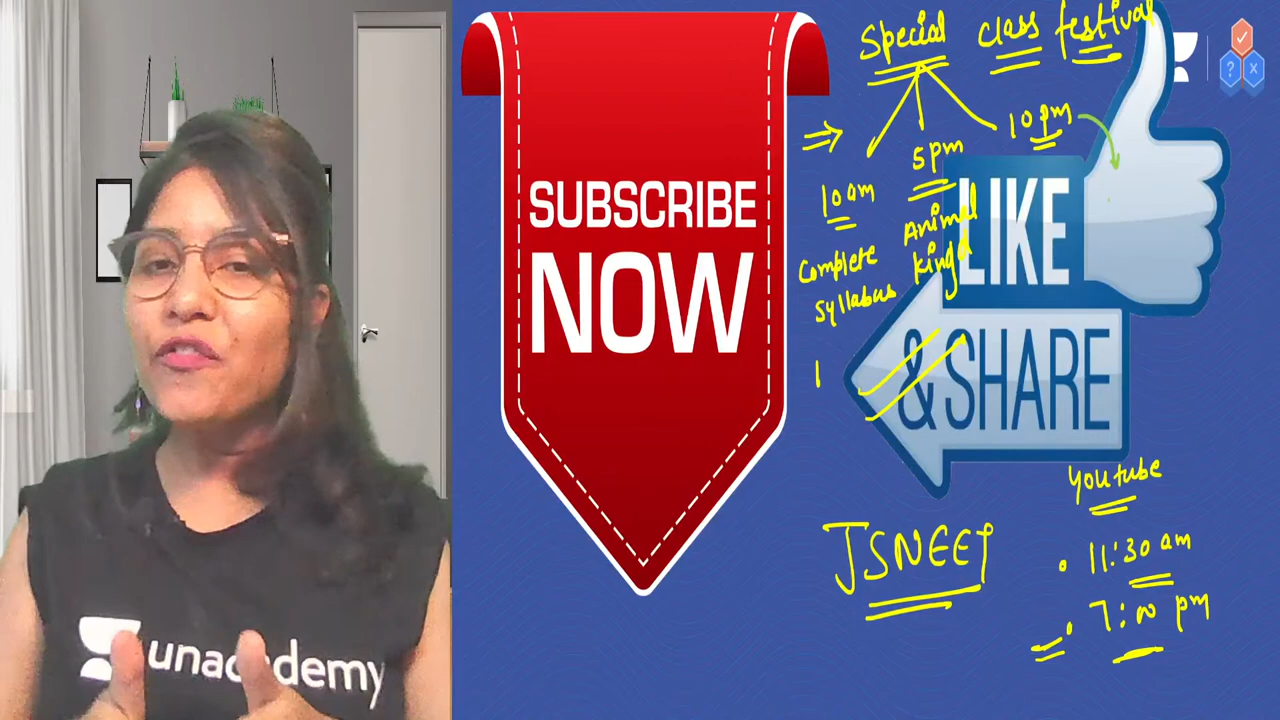 Special class festival
10 pm
5 pm
10 am
Animal
Kingd
Complete
syllabus
1
SUBSCRIBE
NOW
LIKE
& SHARE
Youtube
JSNEET
11:30 am
7:00 pm
unacademy